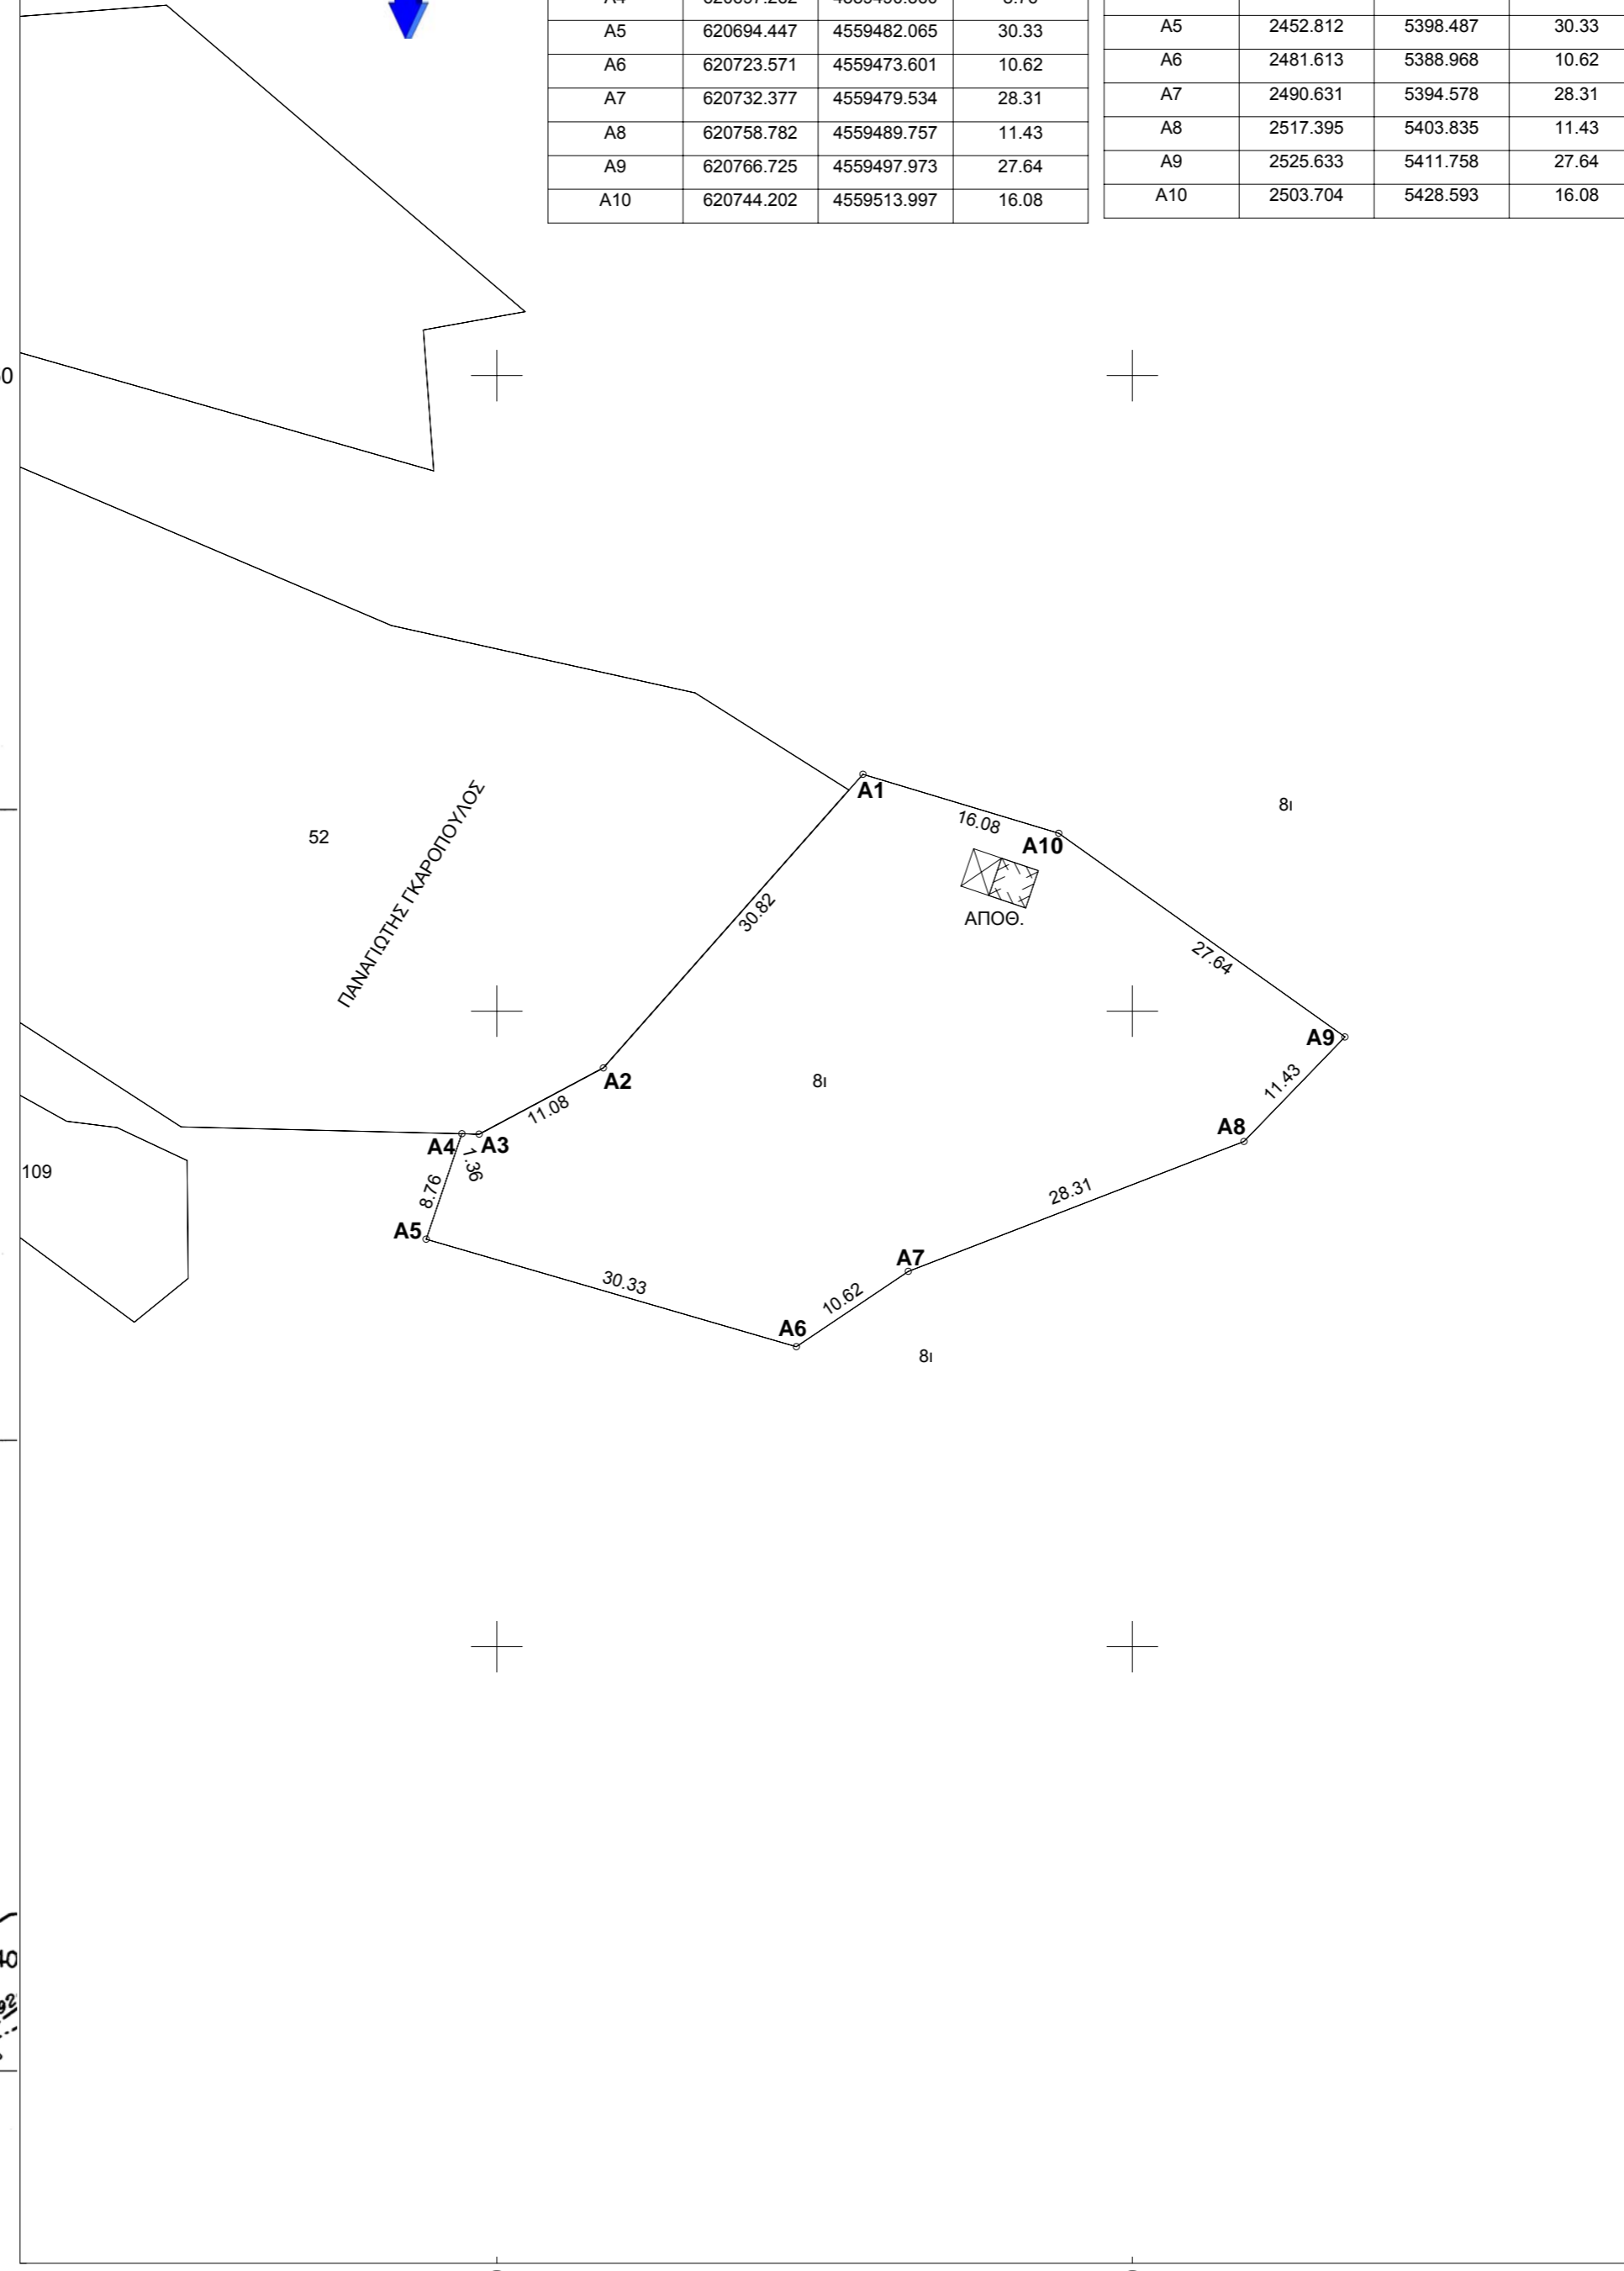 A5 620694.447 4559482.065 30.33
A6 620723.571 4559473.601 10.62
A7 620732.377 4559479.534 28.31
A8 620758.782 4559489.757 11.43
A9 620766.725 4559497.973 27.64
A10 620744.202 4559513.997 16.08
A5 2452.812 5398.487 30.33
A6 2481.613 5388.968 10.62
A7 2490.631 5394.578 28.31
A8 2517.395 5403.835 11.43
A9 2525.633 5411.758 27.64
A10 2503.704 5428.593 16.08
A1
16.08
A10
8ι
52
ΠΑΝΑΓΙΩΤΗΣ ΓΚΑΡΟΠΟΥΛΟΣ
ΑΠΟΘ.
30.82
27.64
A9
A2
8ι
11.43
11.08
A8
A4 A3
1.36
109
8.76
28.31
A5
A7
30.33
10.62
A6
8ι
40
92